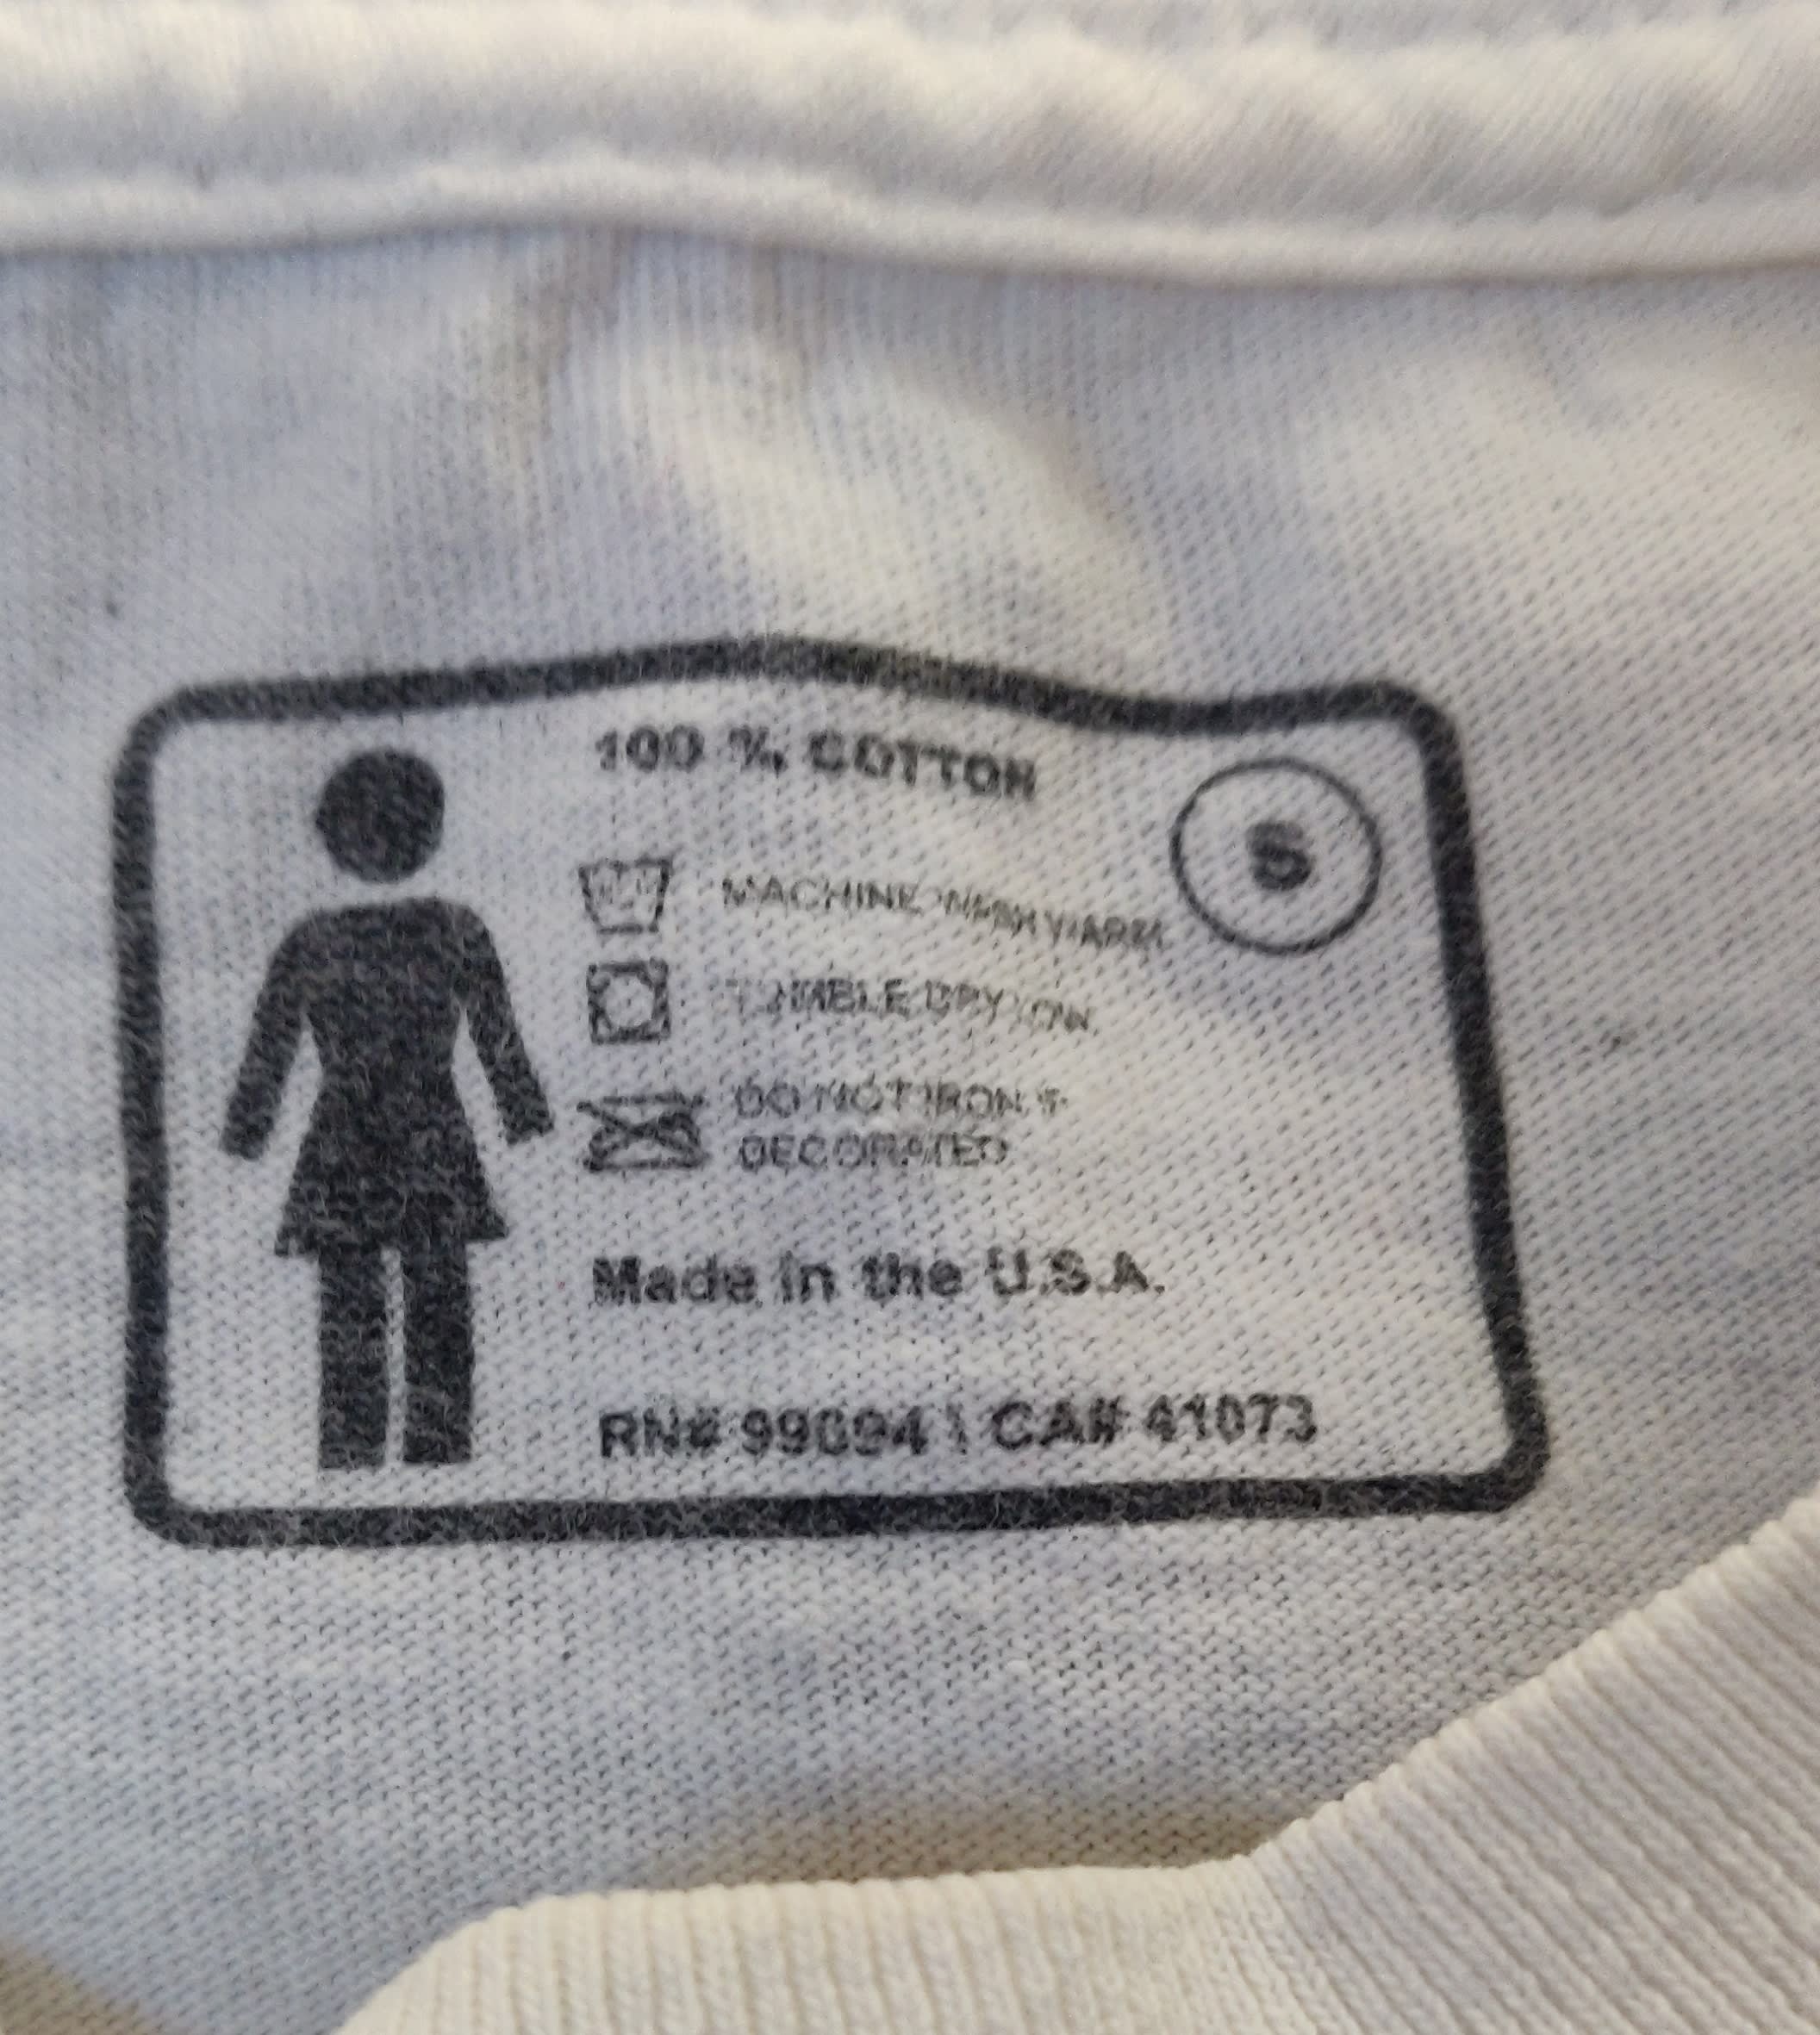 100 % COTTON
S
MACHINE WASH WARM
TUMBLE DRY LOW
DO NOT IRON IF
DECORATED
Made in the U.S.A.
RN# 99094 | CA# 41073